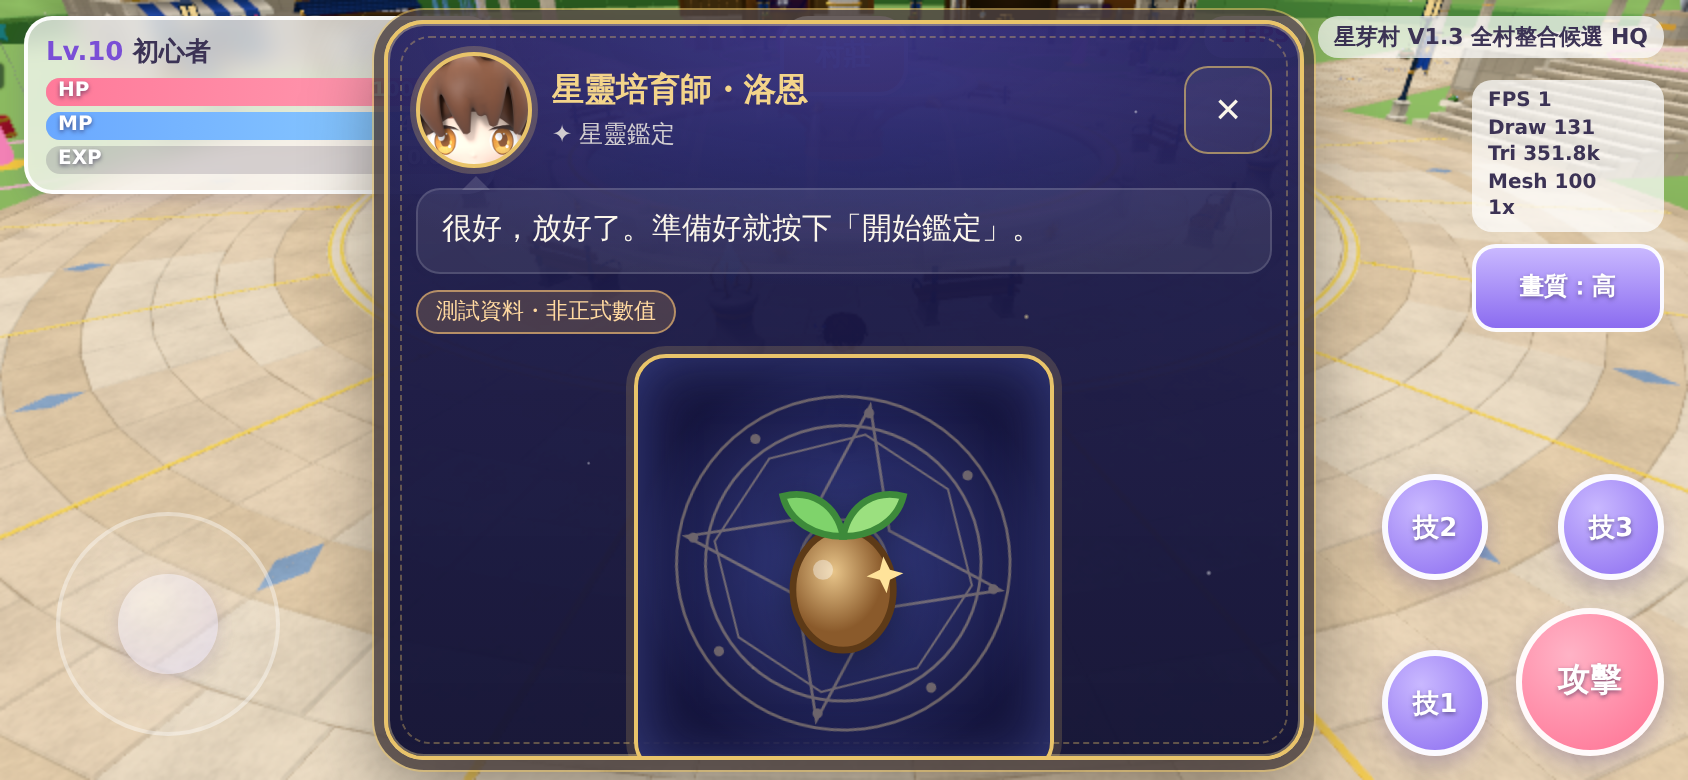 Lv.10 初心者
HP
MP
EXP
星靈培育師・洛恩
✦ 星靈鑑定
×
很好，放好了。準備好就按下「開始鑑定」。
測試資料・非正式數值
星芽村 V1.3 全村整合候選 HQ
FPS 1
Draw 131
Tri 351.8k
Mesh 100
1x
畫質：高
技2
技3
技1
攻擊